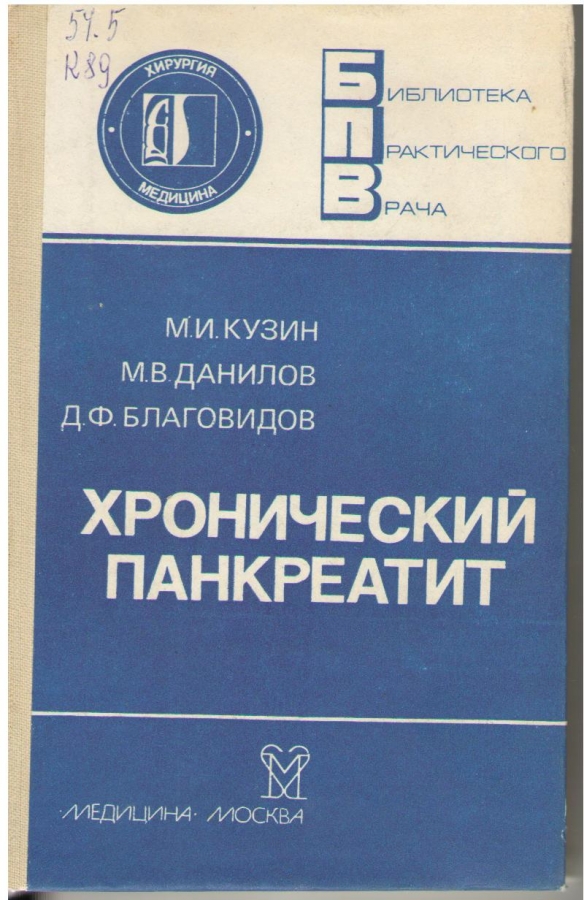 54.5
К89
ХИРУРГИЯ
МЕДИЦИНА
БИБЛИОТЕКА
ПРАКТИЧЕСКОГО
ВРАЧА
М.И.КУЗИН
М.В.ДАНИЛОВ
Д.Ф.БЛАГОВИДОВ
ХРОНИЧЕСКИЙ
ПАНКРЕАТИТ
·МЕДИЦИНА· МОСКВА